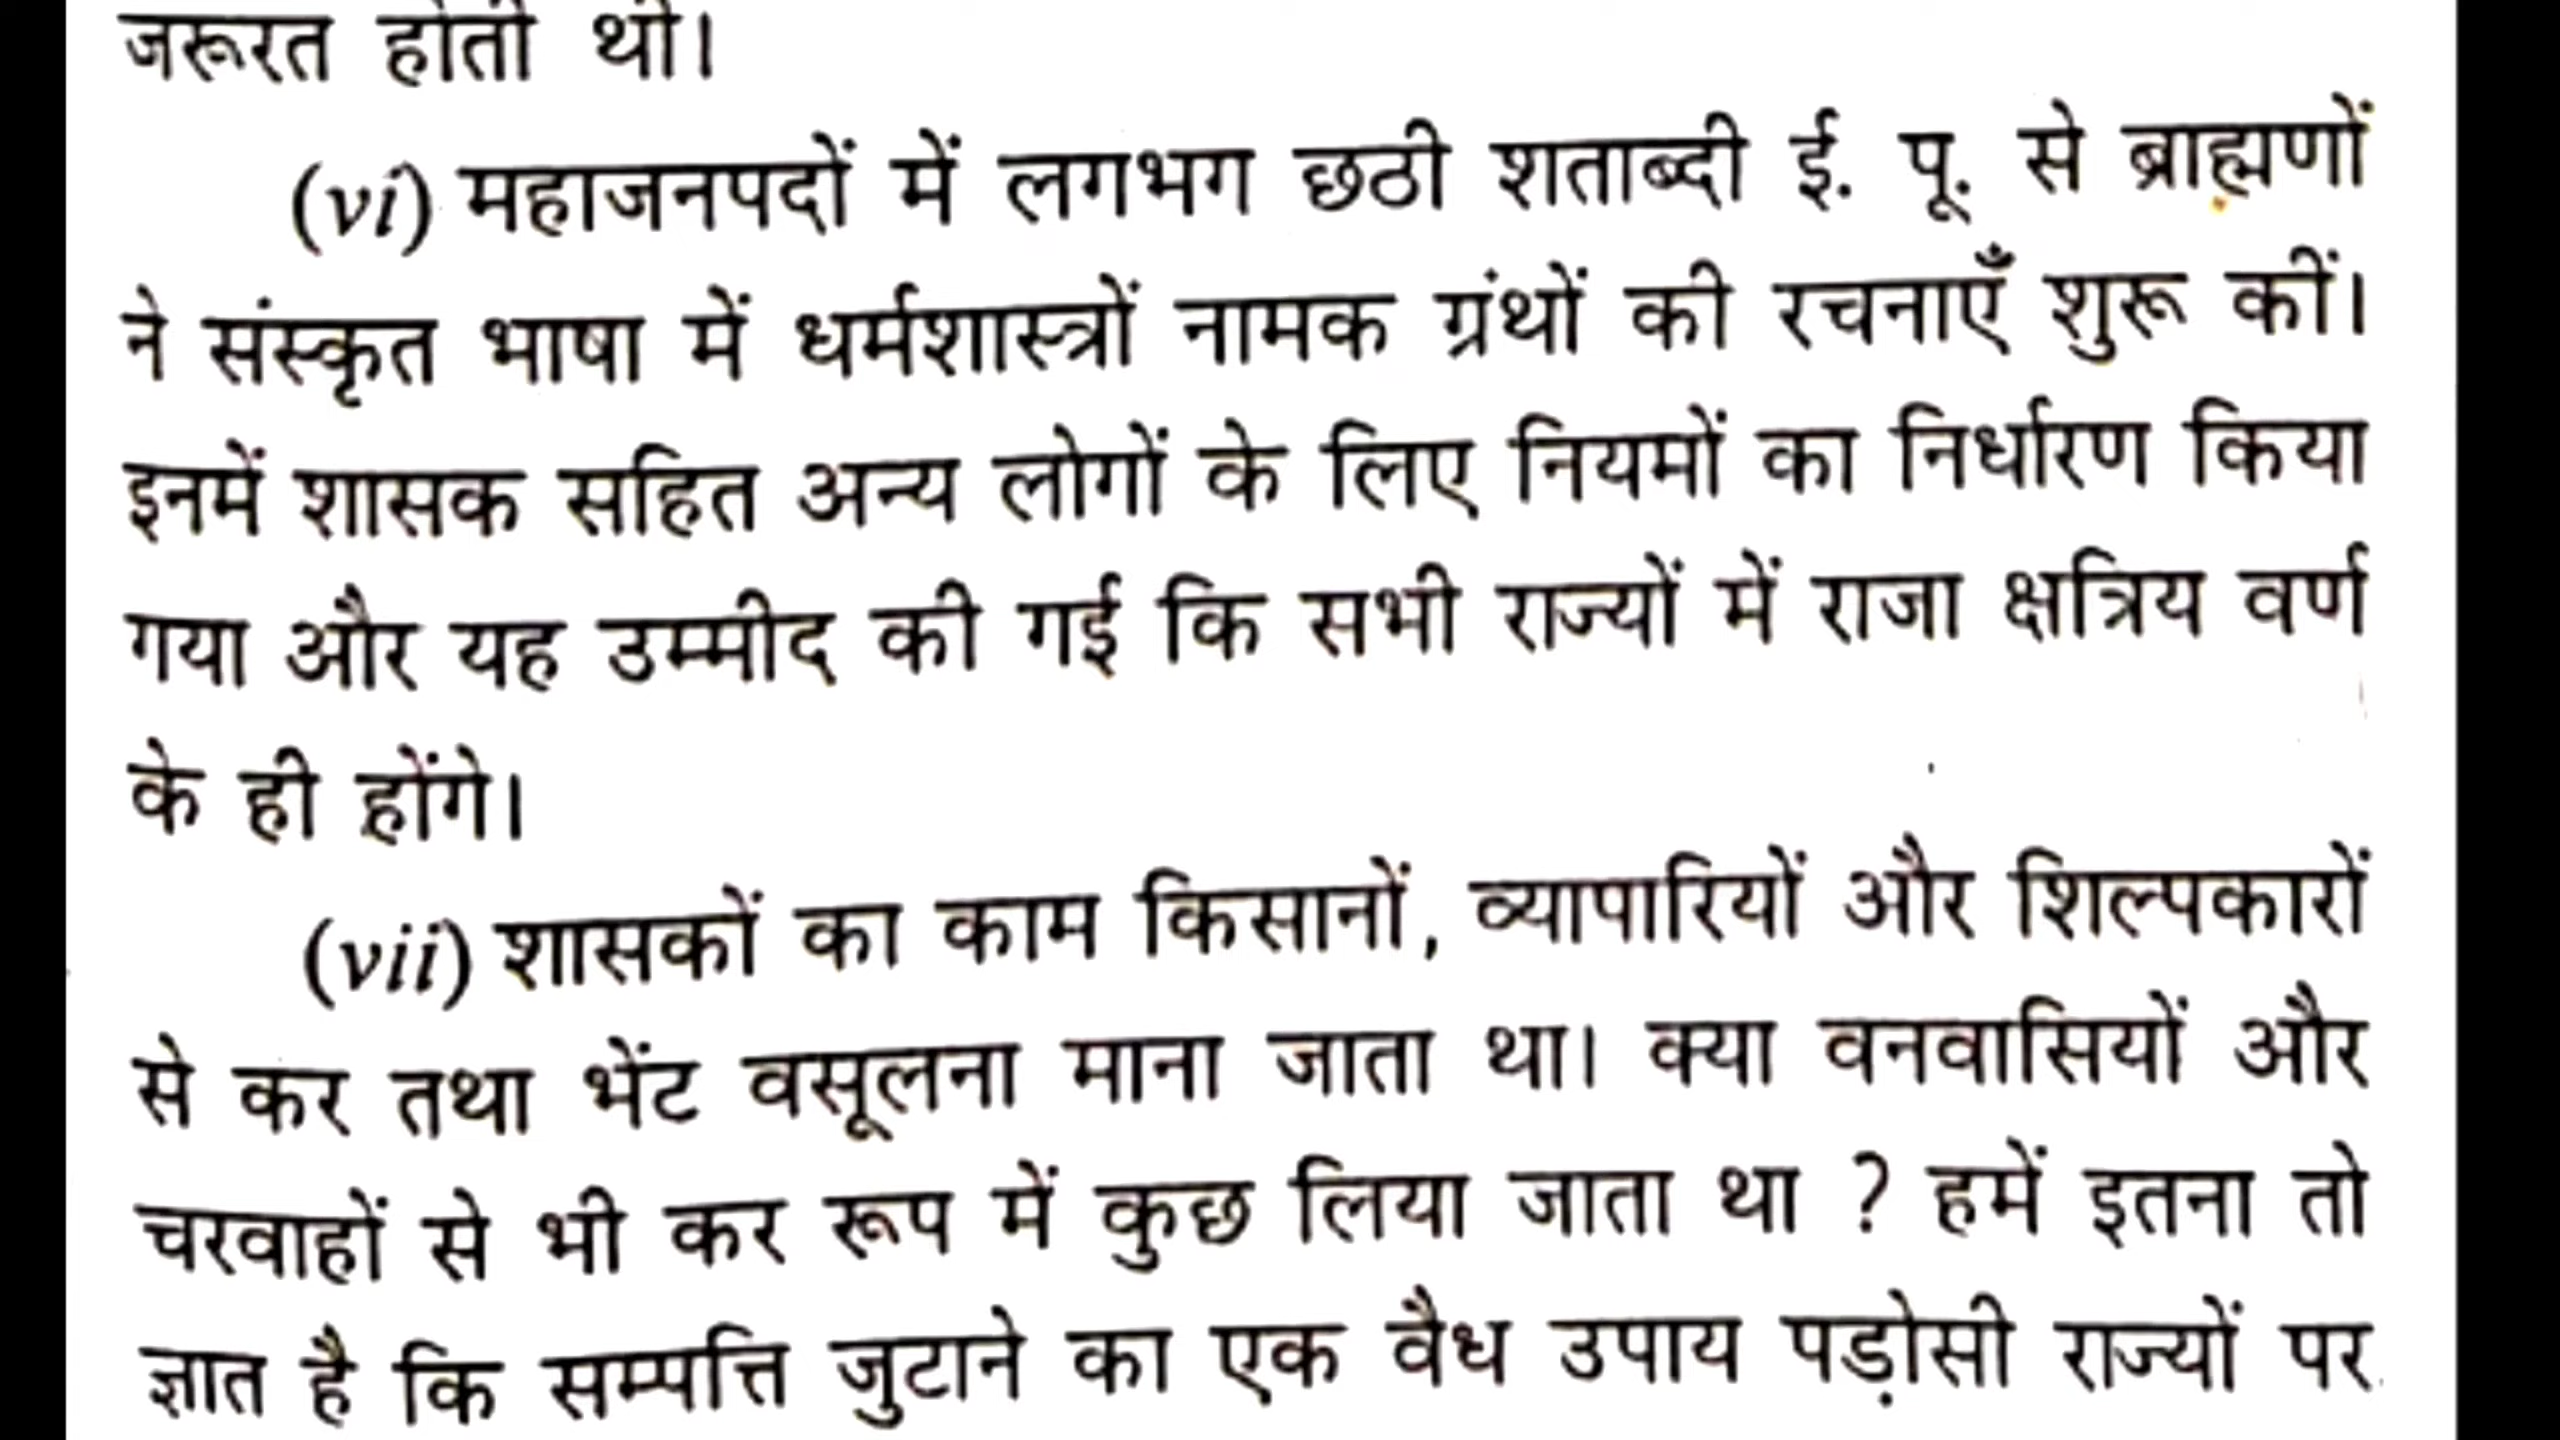 जरूरत होती थी।
(vi) महाजनपदों में लगभग छठी शताब्दी ई. पू. से ब्राह्मणों
ने संस्कृत भाषा में धर्मशास्त्रों नामक ग्रंथों की रचनाएँ शुरू कीं।
इनमें शासक सहित अन्य लोगों के लिए नियमों का निर्धारण किया
गया और यह उम्मीद की गई कि सभी राज्यों में राजा क्षत्रिय वर्ण
के ही होंगे।
(vii) शासकों का काम किसानों, व्यापारियों और शिल्पकारों
से कर तथा भेंट वसूलना माना जाता था। क्या वनवासियों और
चरवाहों से भी कर रूप में कुछ लिया जाता था ? हमें इतना तो
ज्ञात है कि सम्पत्ति जुटाने का एक वैध उपाय पड़ोसी राज्यों पर